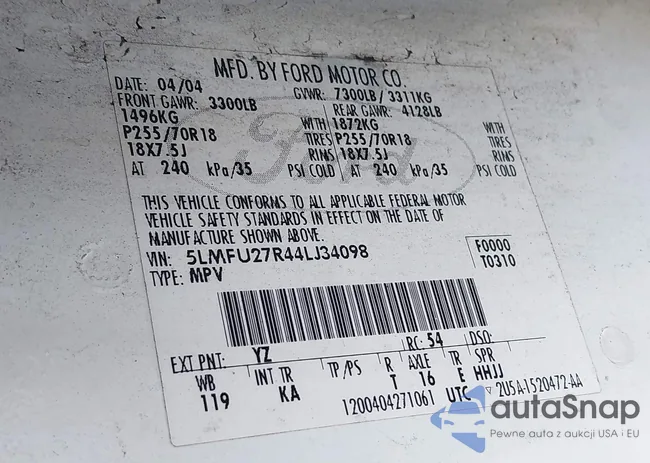 MFD. BY FORD MOTOR CO.
DATE: 04/04 GVWR: 7300LB / 3311KG
FRONT GAWR: 3300LB REAR GAWR: 4128LB
1496KG WITH 1872KG WITH
P255/70R18 TIRES P255/70R18 TIRES
18X7.5J RIMS 18X7.5J RIMS
AT 240 kPa/35 PSI COLD AT 240 kPa/35 PSI COLD
Ford
THIS VEHICLE CONFORMS TO ALL APPLICABLE FEDERAL MOTOR
VEHICLE SAFETY STANDARDS IN EFFECT ON THE DATE OF
MANUFACTURE SHOWN ABOVE.
VIN: 5LMFU27R44LJ34098 F0000
TYPE: MPV T0310
EXT PNT: YZ RC: 54 DSO:
WB INT TR TP/PS R AXLE TR SPR
119 KA T 16 E HHJJ
1200404271061 UTC 2U5A-1520472-AA
autaSnap
Pewne auta z aukcji USA i EU